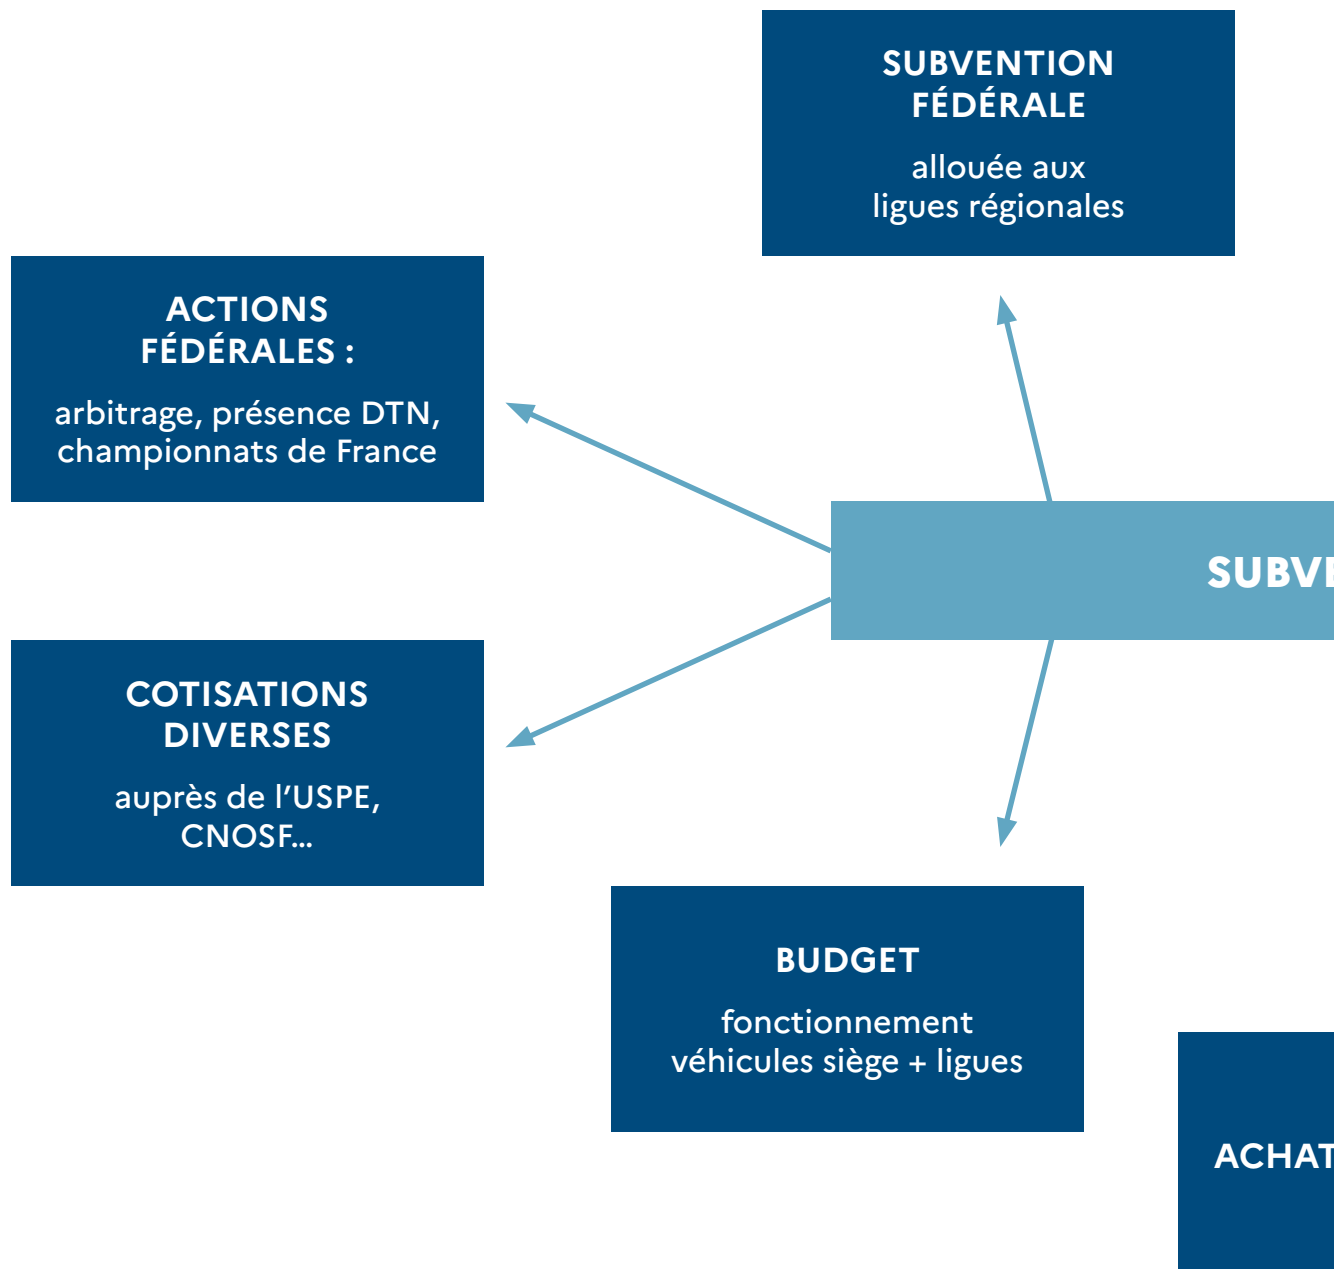 SUBVENTION
FÉDÉRALE
allouée aux
ligues régionales
ACTIONS
FÉDÉRALES :
arbitrage, présence DTN,
championnats de France
COTISATIONS
DIVERSES
auprès de l'USPE,
CNOSF...
BUDGET
fonctionnement
véhicules siège + ligues